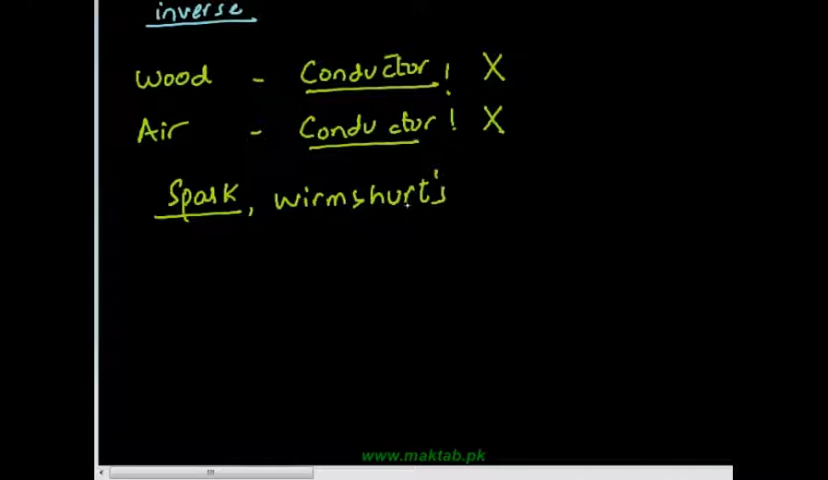 inverse
Wood - Conductor! X
Air - Conductor! X
Spark, wirmshurt's
www.maktab.pk